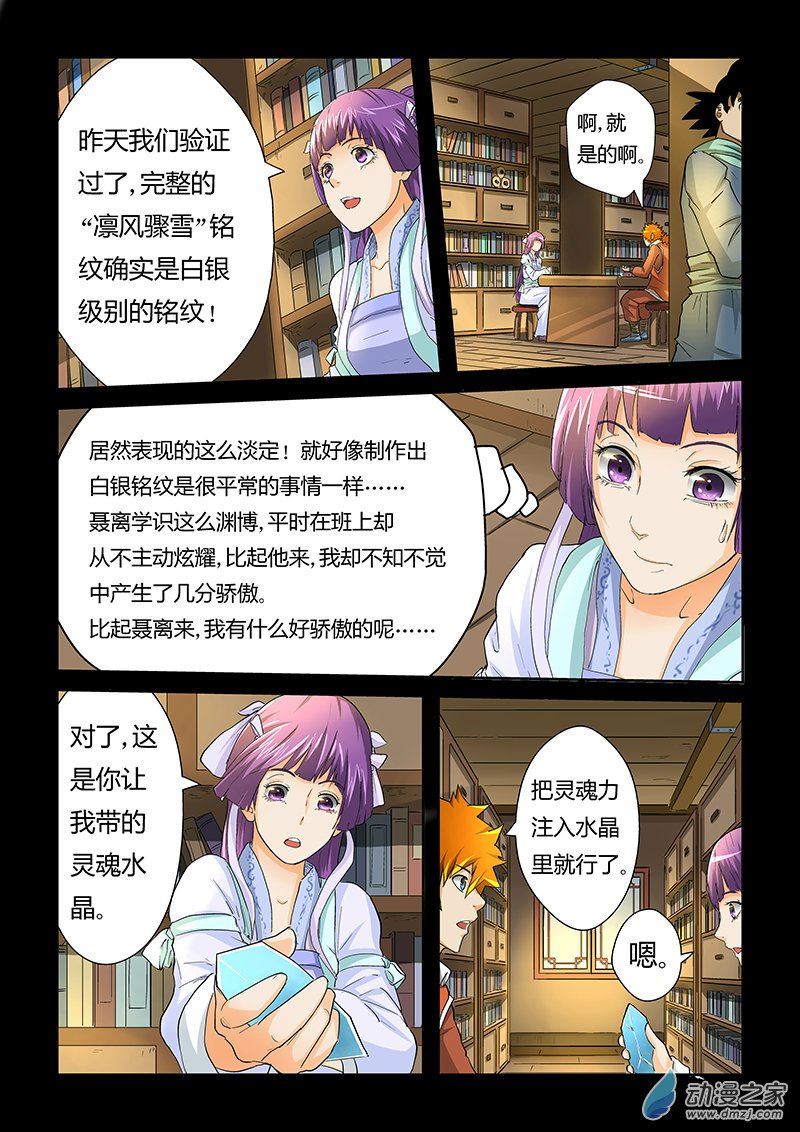 昨天我们验证
过了,完整的
“凛风骤雪”铭
纹确实是白银
级别的铭纹!
啊,就
是的啊。
居然表现的这么淡定!就好像制作出
白银铭纹是很平常的事情一样……
聂离学识这么渊博,平时在班上却
从不主动炫耀,比起他来,我却不知不觉
中产生了几分骄傲。
比起聂离来,我有什么好骄傲的呢……
对了,这
是你让
我带的
灵魂水
晶。
把灵魂力
注入水晶
里就行了。
嗯。
动漫之家
www.dmzj.com